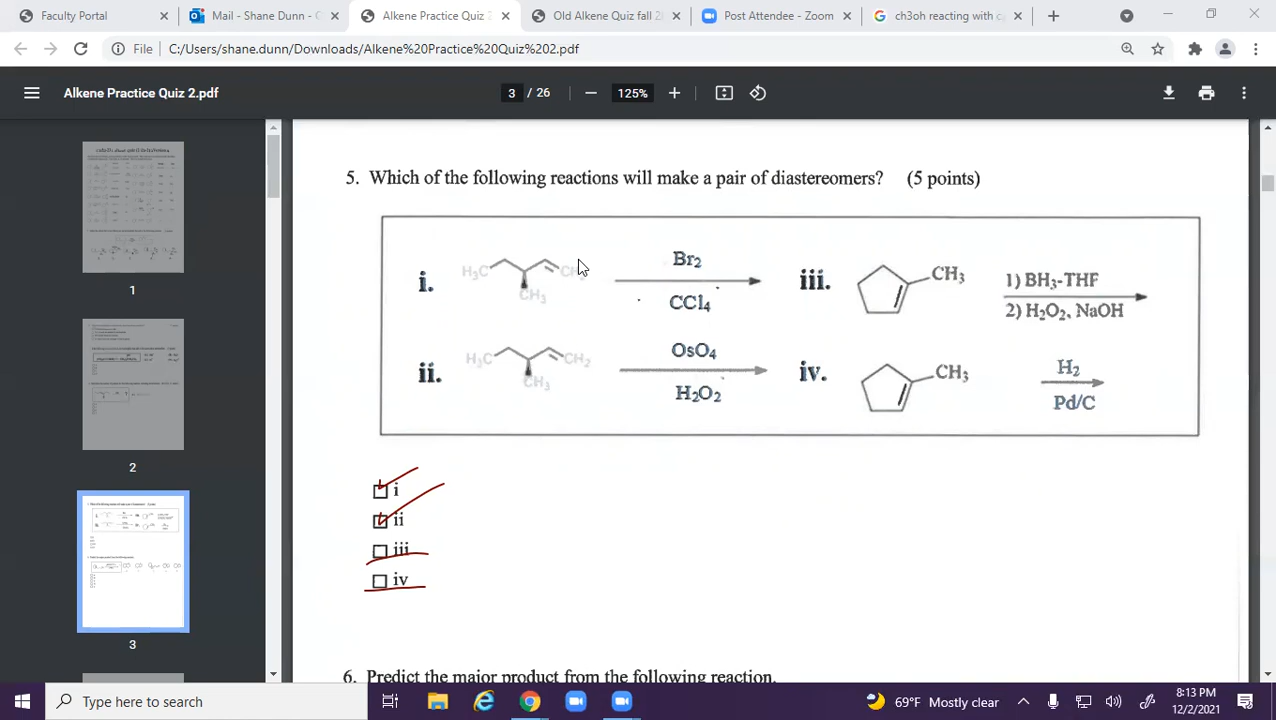 Faculty Portal
Mail - Shane Dunn - C
Alkene Practice Quiz
Old Alkene Quiz fall 2
Post Attendee - Zoom
ch3oh reacting with c
File
C:/Users/shane.dunn/Downloads/Alkene%20Practice%20Quiz%202.pdf
Alkene Practice Quiz 2.pdf
3 / 26
125%
1
2
3
5. Which of the following reactions will make a pair of diastereomers? (5 points)
i.
H3C
CH3
Br2
CCl4
iii.
CH3
1) BH3-THF
2) H2O2, NaOH
ii.
H3C
CH2
CH3
OsO4
H2O2
iv.
CH3
H2
Pd/C
i
ii
iii
iv
6. Predict the major product from the following reaction.
Type here to search
69°F Mostly clear
8:13 PM
12/2/2021